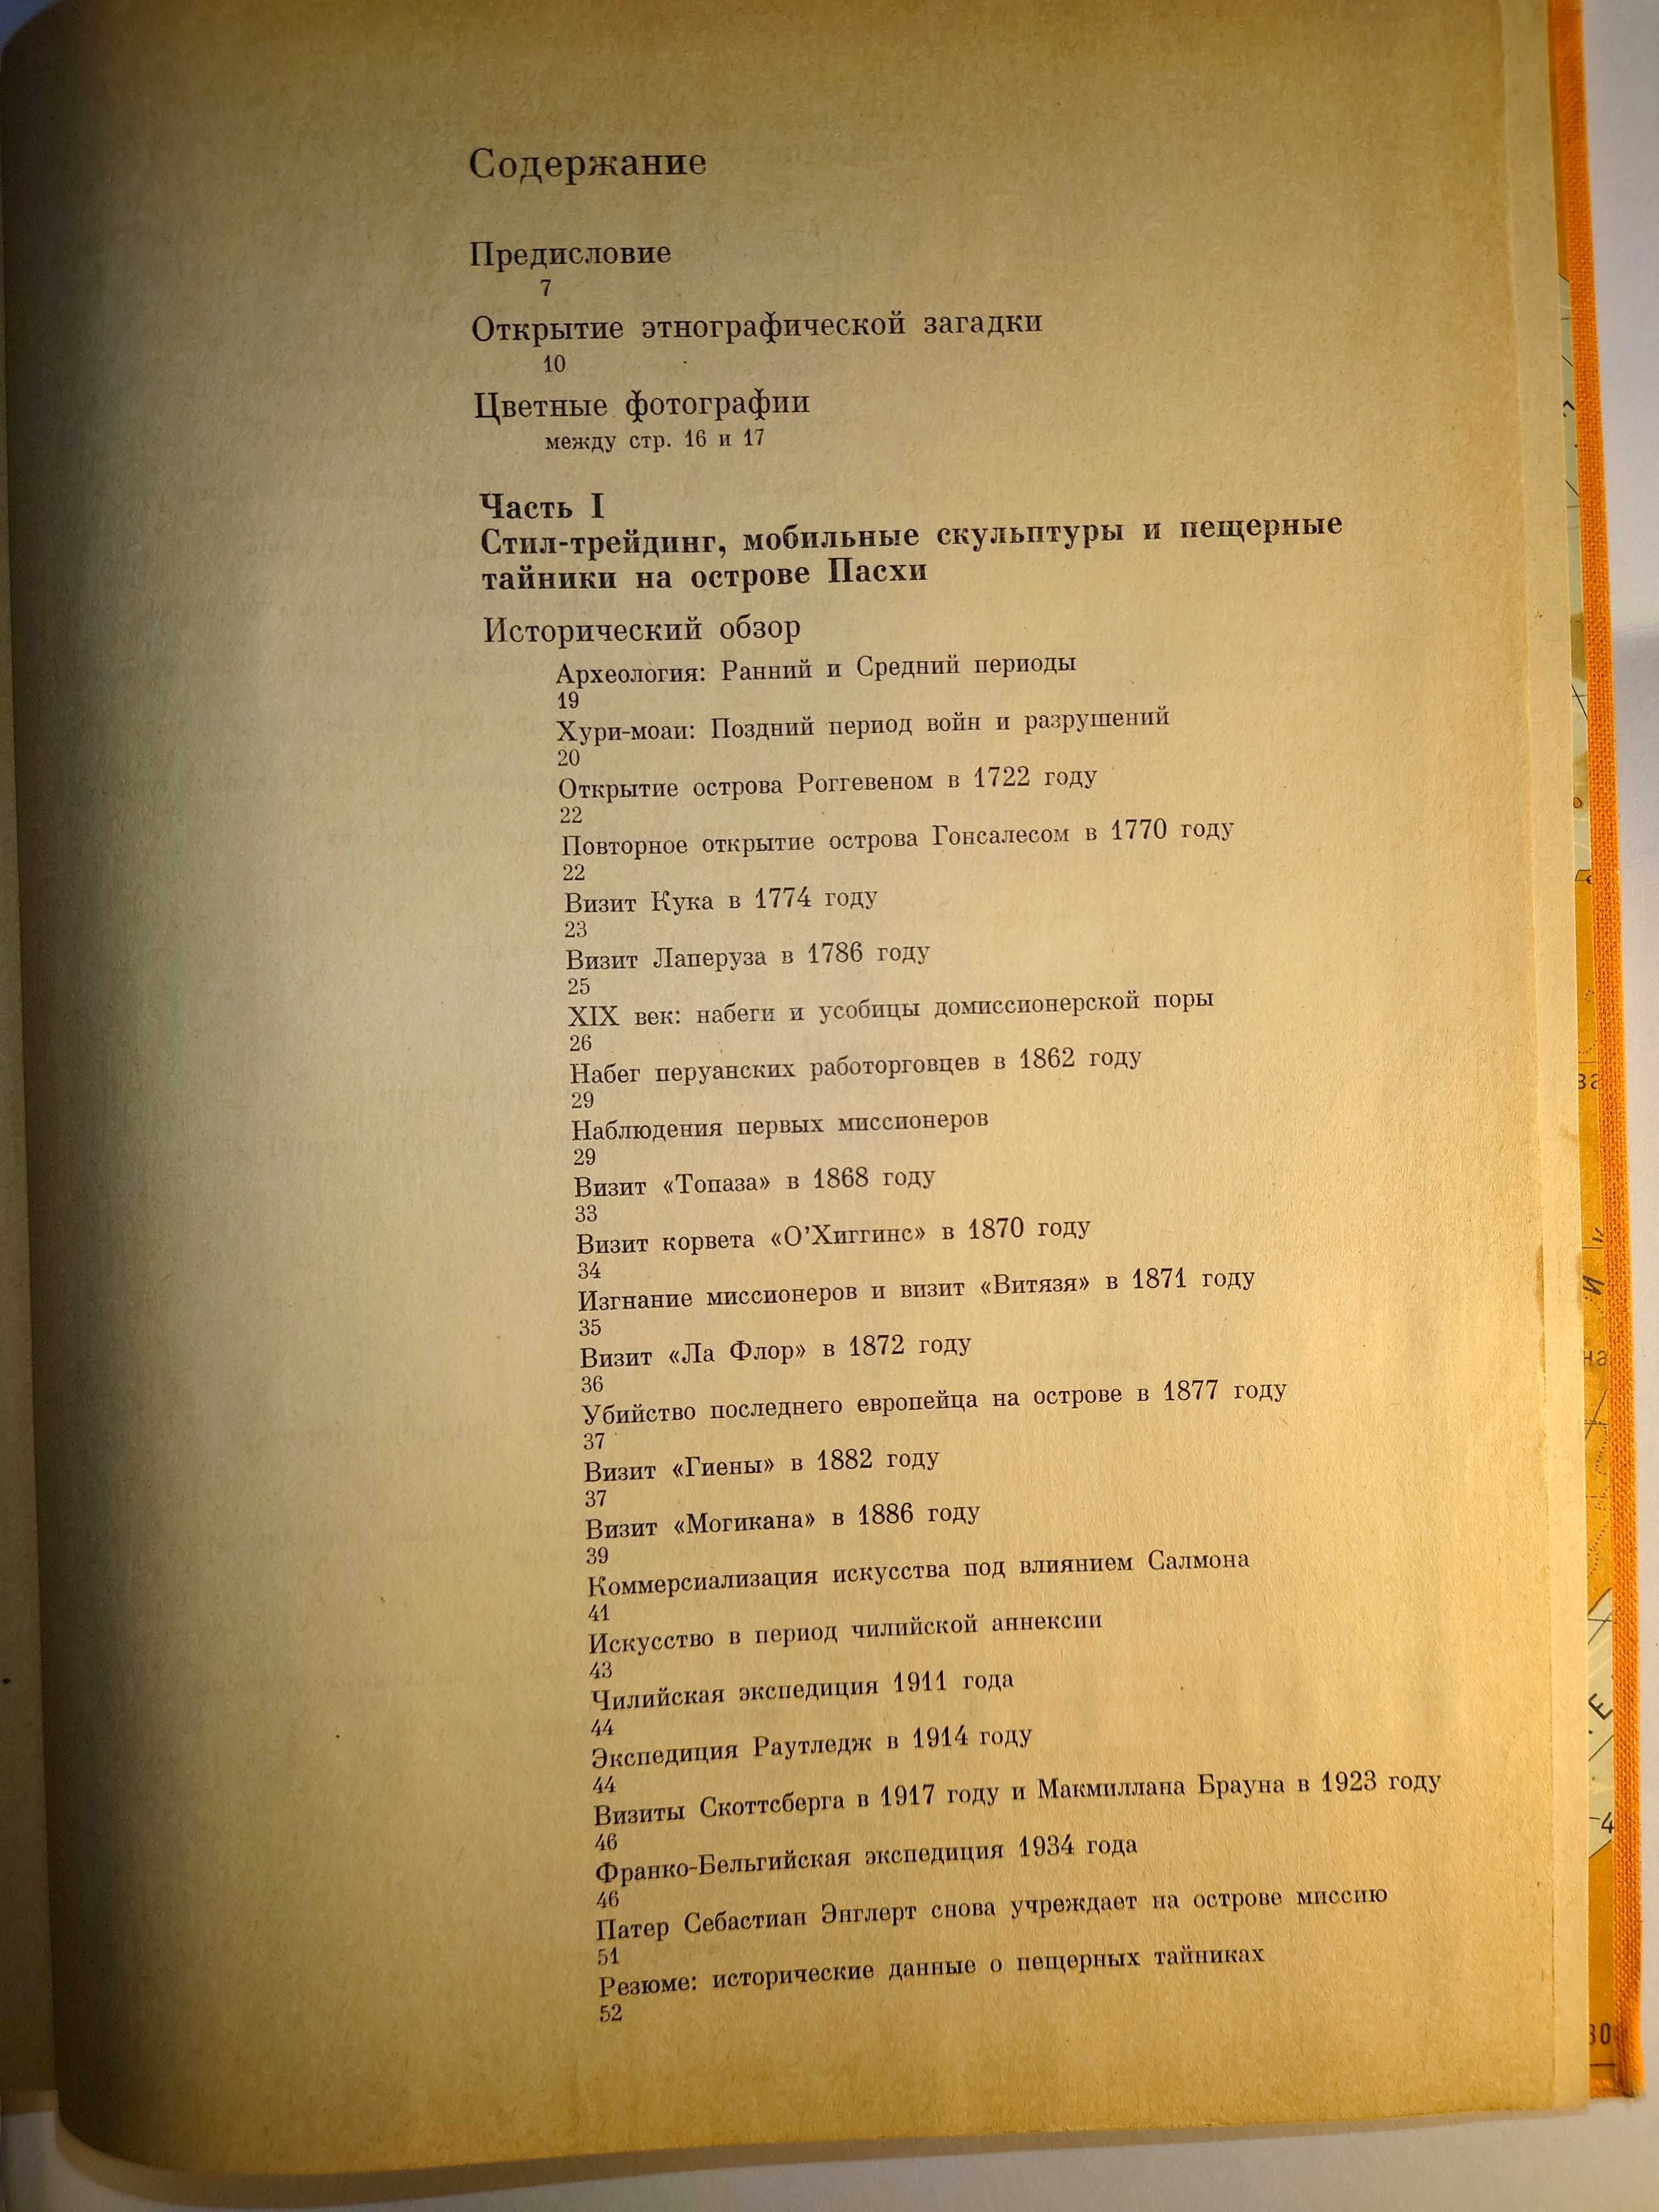 Содержание
Предисловие
7
Открытие этнографической загадки
10
Цветные фотографии
между стр. 16 и 17
Часть I
Стил-трейдинг, мобильные скульптуры и пещерные
тайники на острове Пасхи
Исторический обзор
Археология: Ранний и Средний периоды
19
Хури-моаи: Поздний период войн и разрушений
20
Открытие острова Роггевеном в 1722 году
22
Повторное открытие острова Гонсалесом в 1770 году
22
Визит Кука в 1774 году
23
Визит Лаперуза в 1786 году
25
XIX век: набеги и усобицы домиссионерской поры
26
Набег перуанских работорговцев в 1862 году
29
Наблюдения первых миссионеров
29
Визит «Топаза» в 1868 году
33
Визит корвета «О’Хиггинс» в 1870 году
34
Изгнание миссионеров и визит «Витязя» в 1871 году
35
Визит «Ла Флор» в 1872 году
36
Убийство последнего европейца на острове в 1877 году
37
Визит «Гиены» в 1882 году
37
Визит «Могикана» в 1886 году
39
Коммерсиализация искусства под влиянием Салмона
41
Искусство в период чилийской аннексии
43
Чилийская экспедиция 1911 года
44
Экспедиция Раутледж в 1914 году
44
Визиты Скоттсберга в 1917 году и Макмиллана Брауна в 1923 году
46
Франко-Бельгийская экспедиция 1934 года
46
Патер Себастиан Энглерт снова учреждает на острове миссию
51
Резюме: исторические данные о пещерных тайниках
52